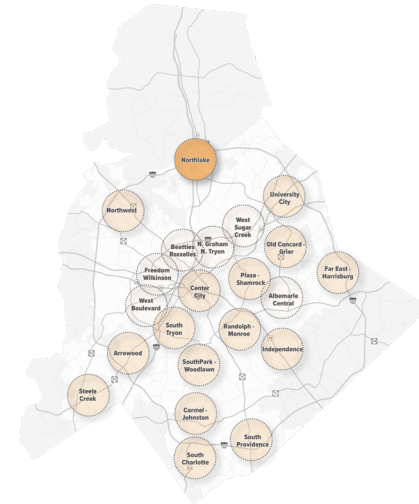 Northlake
Northwest
University
City
West
Sugar
Creek
Beatties
Rozzelles
N. Graham
N. Tryon
Old Concord -
Grier
Freedom
Wilkinson
Center
City
Plaza -
Shamrock
Far East -
Harrisburg
West
Boulevard
Albemarle
Central
South
Tryon
Randolph -
Monroe
Arrowood
SouthPark -
Woodlawn
Independence
Steele
Creek
Carmel -
Johnston
South
Providence
South
Charlotte